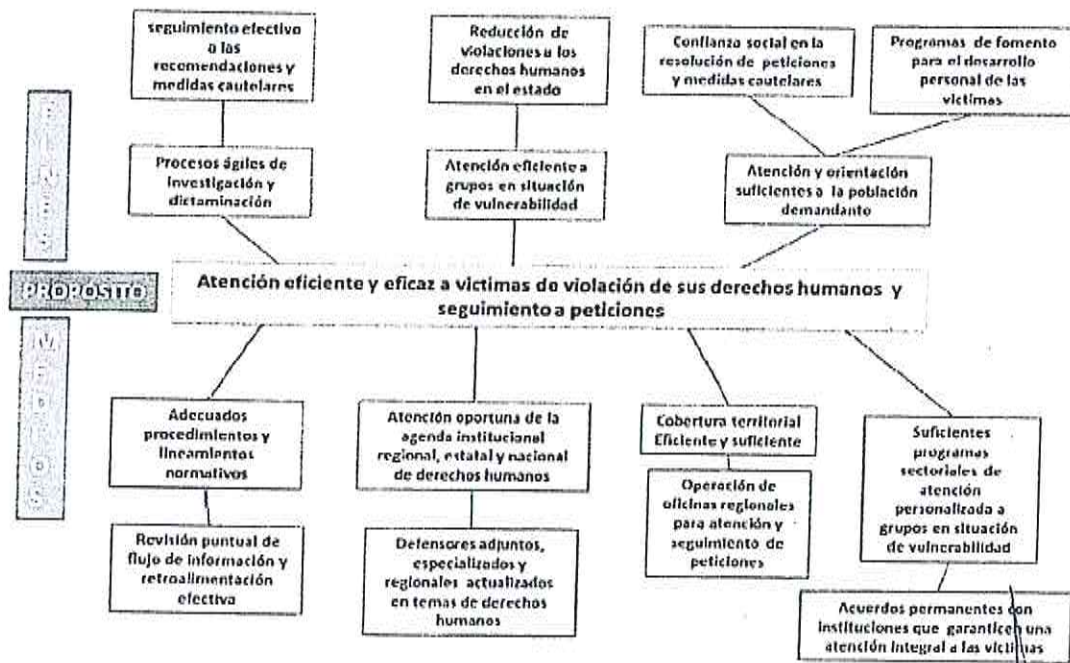 seguimiento efectivo
a las
recomendaciones y
medidas cautelares
Reducción de
violaciones a los
derechos humanos
en el estado
Confianza social en la
resolución de peticiones
y medidas cautelares
Programas de fomento
para el desarrollo
personal de las
víctimas
Procesos ágiles de
investigación y
dictaminación
Atención eficiente a
grupos en situación
de vulnerabilidad
Atención y orientación
suficientes a la población
demandanto
PROPOSITO
Atención eficiente y eficaz a victimas de violación de sus derechos humanos y
seguimiento a peticiones
Adecuados
procedimientos y
lineamientos
normativos
Atención oportuna de la
agenda institucional
regional, estatal y nacional
de derechos humanos
Cobertura territorial
Eficiente y suficiente
Suficientes
programas
sectoriales de
atención
personalizada a
grupos en situación
de vulnerabilidad
Revisión puntual de
flujo de información y
retroalimentación
efectiva
Defensores adjuntos,
especializados y
regionales actualizados
en temas de derechos
humanos
Operación de
oficinas regionales
para atención y
seguimiento de
peticiones
Acuerdos permanentes con
instituciones que garanticen una
atención integral a las víctimas